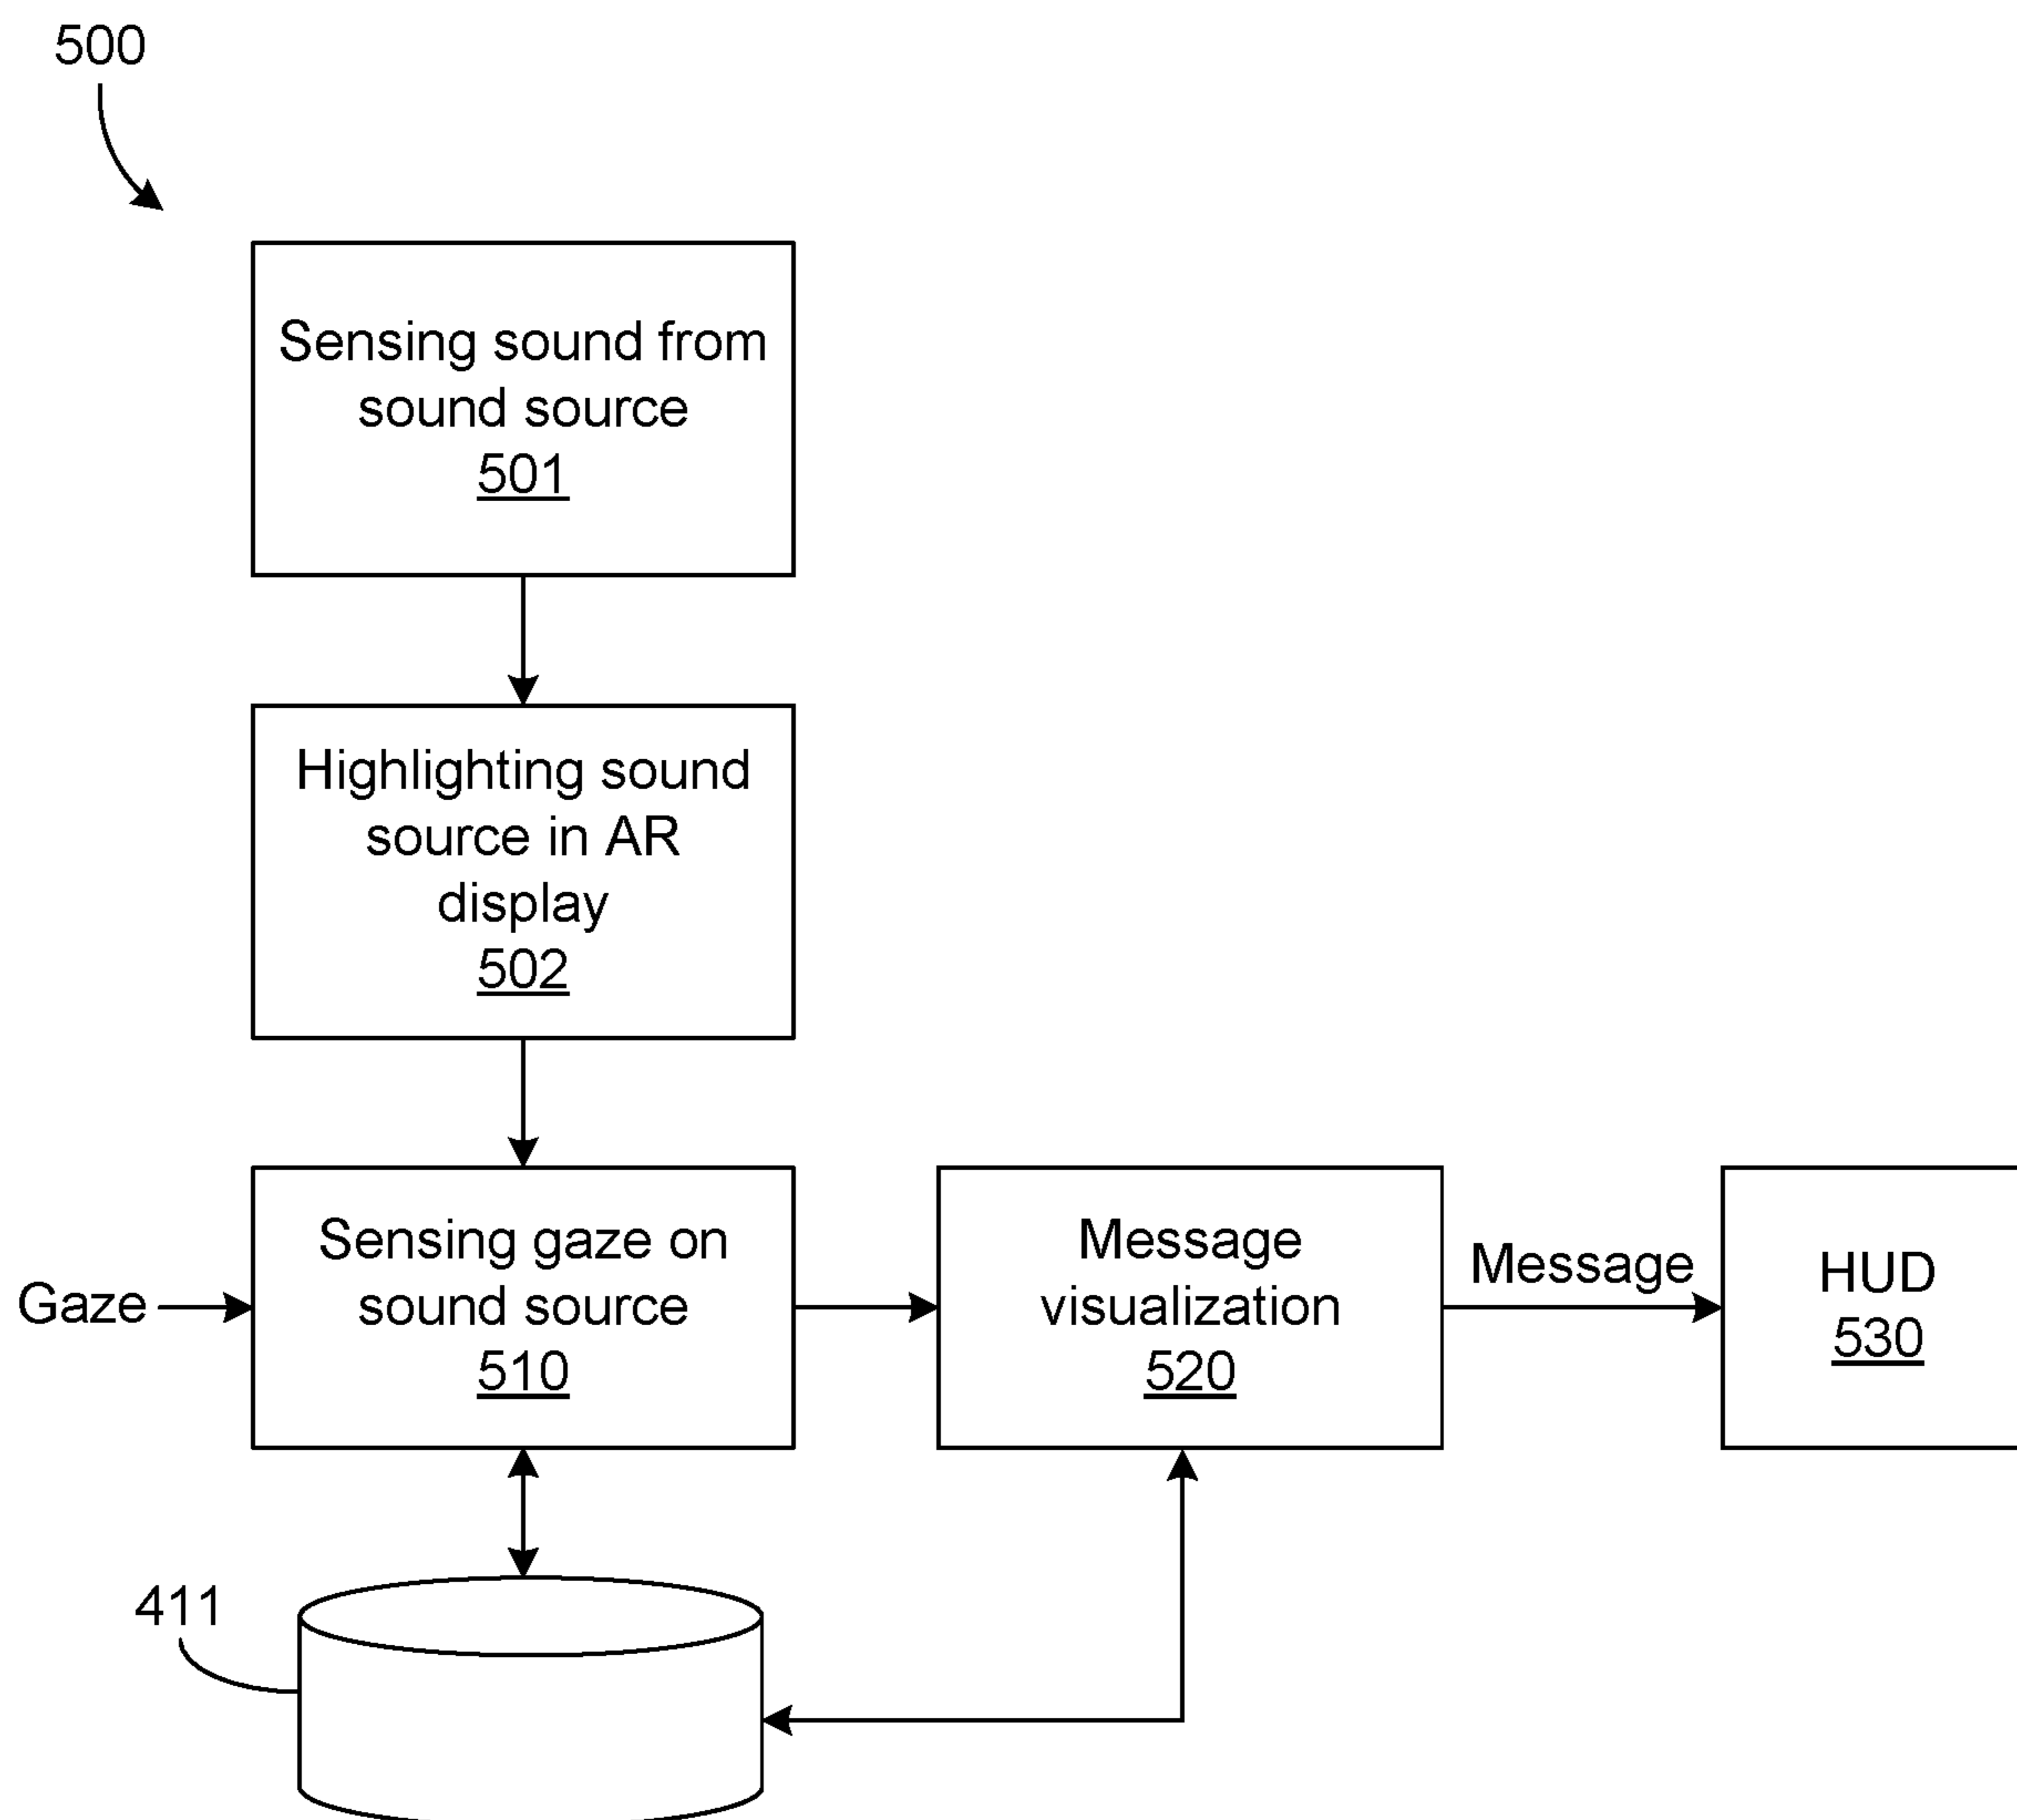 500
Sensing sound from
sound source
501
Highlighting sound
source in AR
display
502
Gaze
Sensing gaze on
sound source
510
Message
visualization
520
Message
HUD
530
411